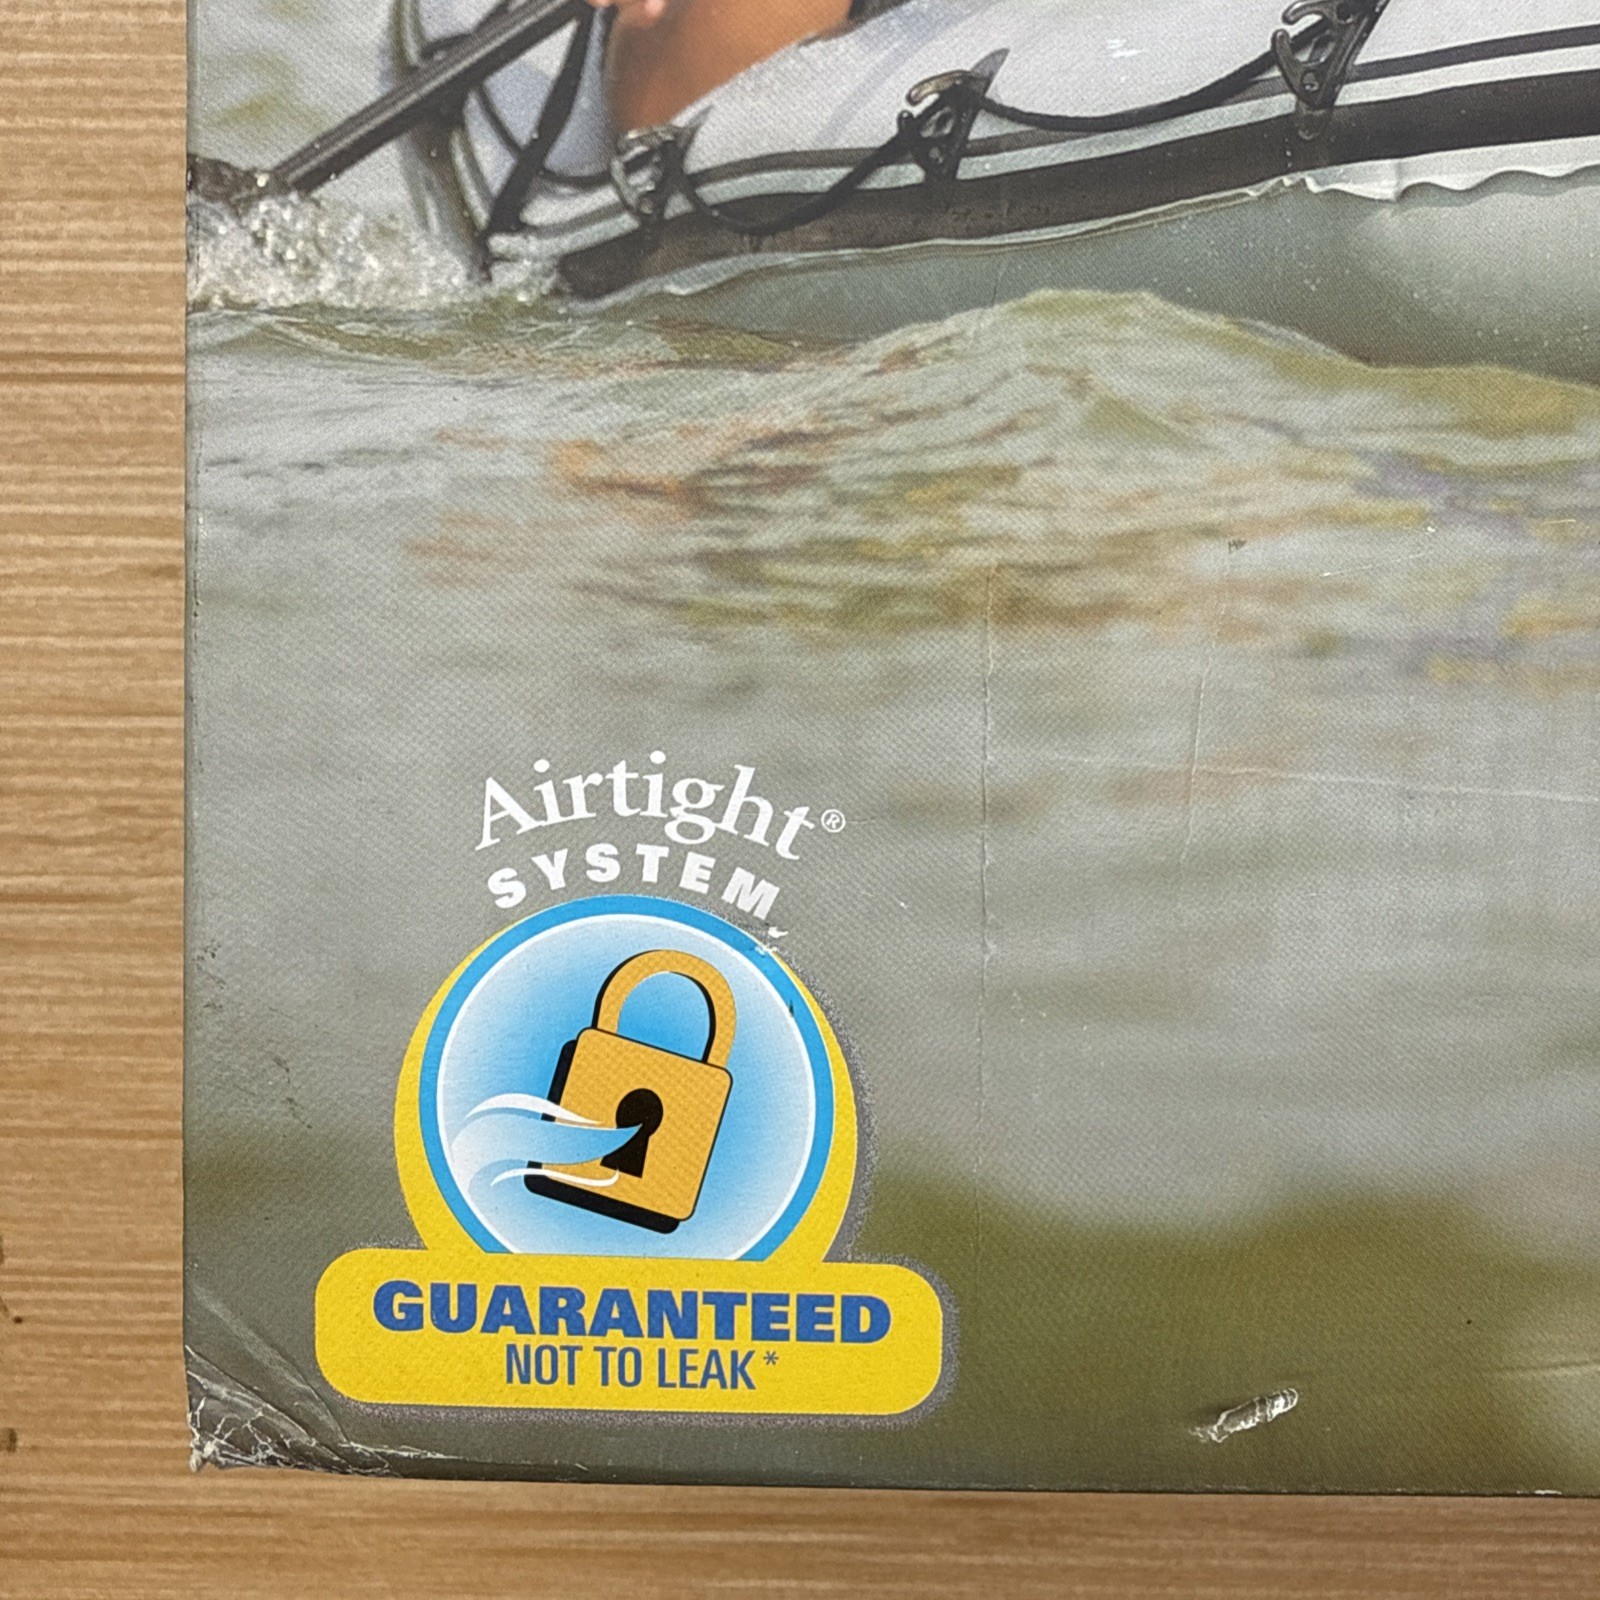 Airtight®
SYSTEM
GUARANTEED
NOT TO LEAK*